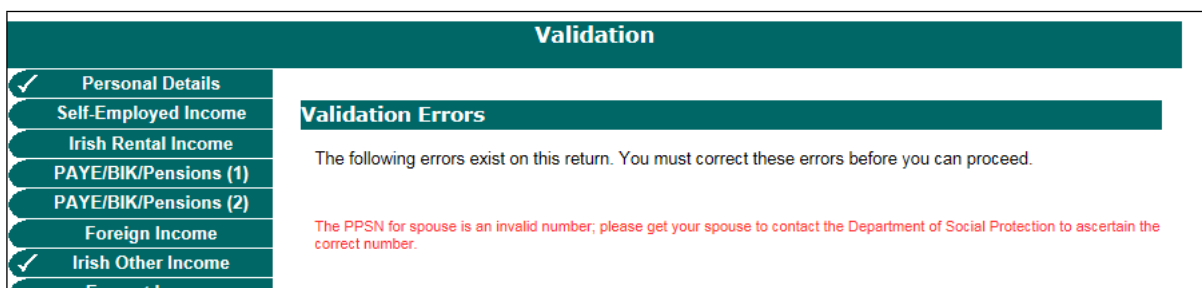 Validation
Personal Details
Self-Employed Income
Irish Rental Income
PAYE/BIK/Pensions (1)
PAYE/BIK/Pensions (2)
Foreign Income
Irish Other Income
Validation Errors
The following errors exist on this return. You must correct these errors before you can proceed.
The PPSN for spouse is an invalid number; please get your spouse to contact the Department of Social Protection to ascertain the
correct number.